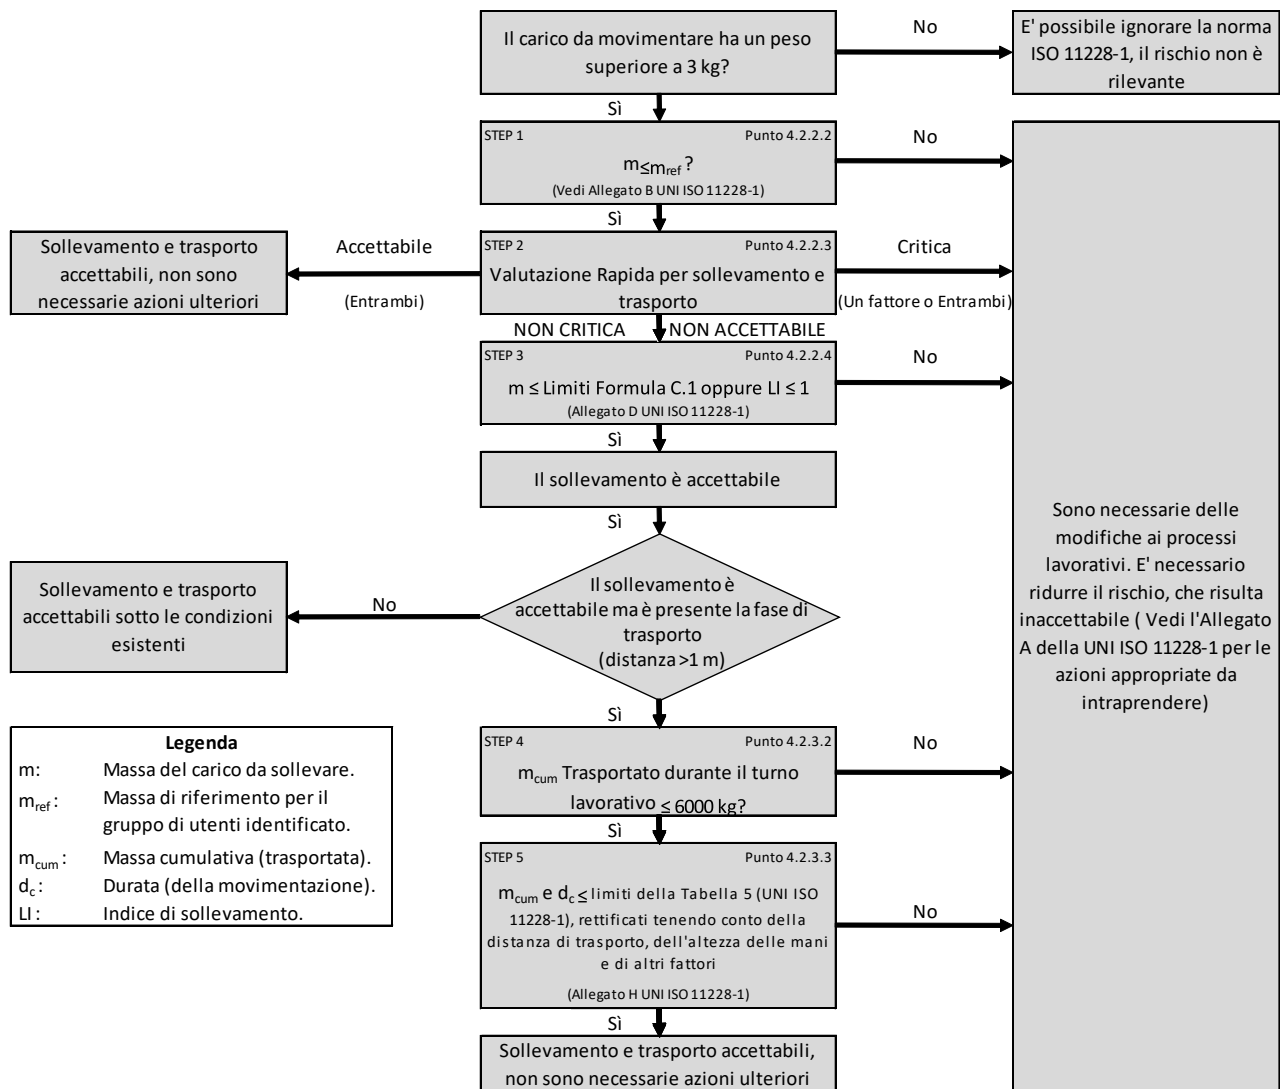 Il carico da movimentare ha un peso
superiore a 3 kg?
No
E' possibile ignorare la norma
ISO 11228-1, il rischio non è
rilevante
Sì
STEP 1 Punto 4.2.2.2
m≤mref ?
(Vedi Allegato B UNI ISO 11228-1)
No
Sì
Sollevamento e trasporto
accettabili, non sono
necessarie azioni ulteriori
Accettabile
(Entrambi)
STEP 2 Punto 4.2.2.3
Valutazione Rapida per sollevamento e
trasporto
Critica
(Un fattore o Entrambi)
NON CRITICA NON ACCETTABILE
STEP 3 Punto 4.2.2.4
m ≤ Limiti Formula C.1 oppure LI ≤ 1
(Allegato D UNI ISO 11228-1)
No
Sì
Il sollevamento è accettabile
Sì
Sollevamento e trasporto
accettabili sotto le condizioni
esistenti
No
Il sollevamento è
accettabile ma è presente la fase di
trasporto
(distanza >1 m)
Sono necessarie delle
modifiche ai processi
lavorativi. E' necessario
ridurre il rischio, che risulta
inaccettabile ( Vedi l'Allegato
A della UNI ISO 11228-1 per le
azioni appropriate da
intraprendere)
Sì
STEP 4 Punto 4.2.3.2
mcum Trasportato durante il turno
lavorativo ≤ 6000 kg?
No
Sì
STEP 5 Punto 4.2.3.3
mcum e dc ≤ limiti della Tabella 5 (UNI ISO
11228-1), rettificati tenendo conto della
distanza di trasporto, dell'altezza delle mani
e di altri fattori
(Allegato H UNI ISO 11228-1)
No
Sì
Sollevamento e trasporto accettabili,
non sono necessarie azioni ulteriori
Legenda
m: Massa del carico da sollevare.
mref : Massa di riferimento per il
gruppo di utenti identificato.
mcum : Massa cumulativa (trasportata).
dc : Durata (della movimentazione).
LI : Indice di sollevamento.